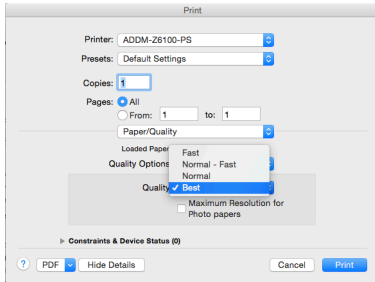 Print
Printer: ADDM-Z6100-PS
Presets: Default Settings
Copies: 1
Pages: All
From: 1 to: 1
Paper/Quality
Loaded Paper
Quality Options
Fast
Normal - Fast
Normal
Quality ✓ Best
Maximum Resolution for
Photo papers
Constraints & Device Status (0)
? PDF Hide Details Cancel Print